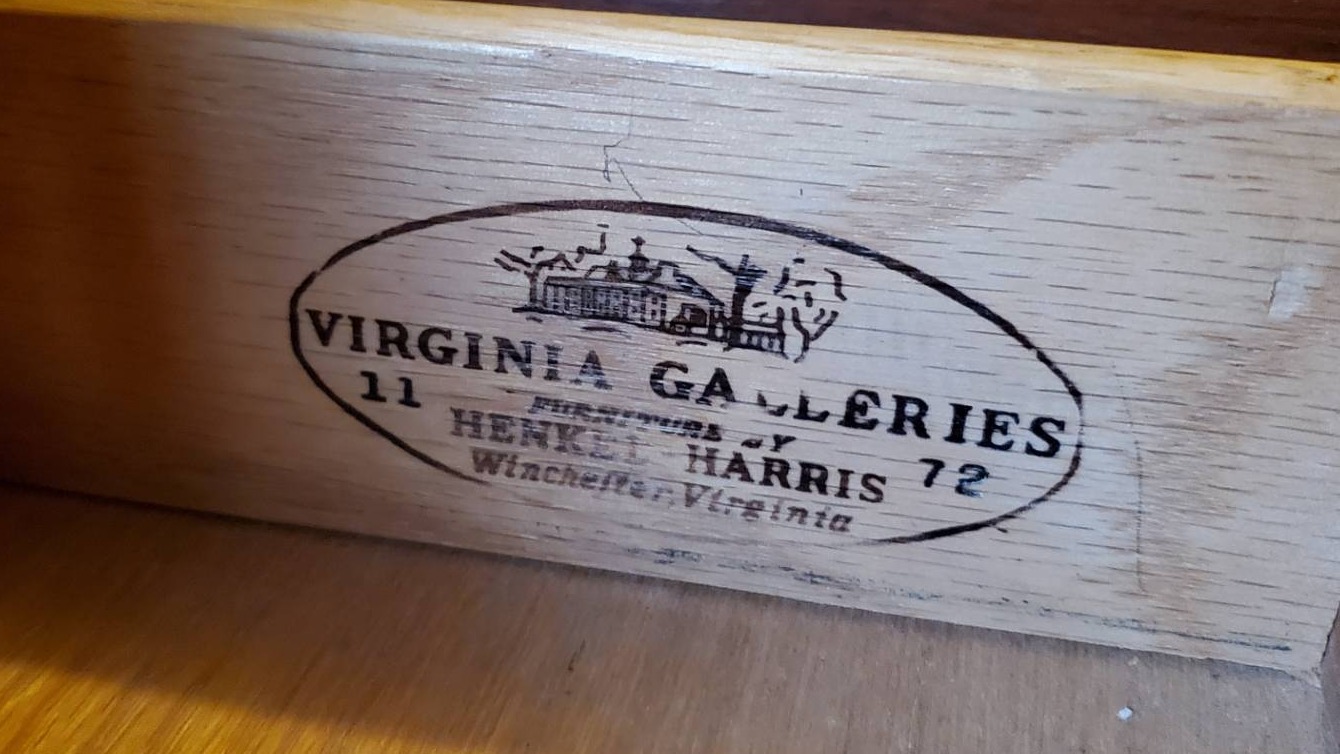 VIRGINIA GALLERIES
11 72
FURNITURE BY
HENKEL HARRIS
Winchester, Virginia